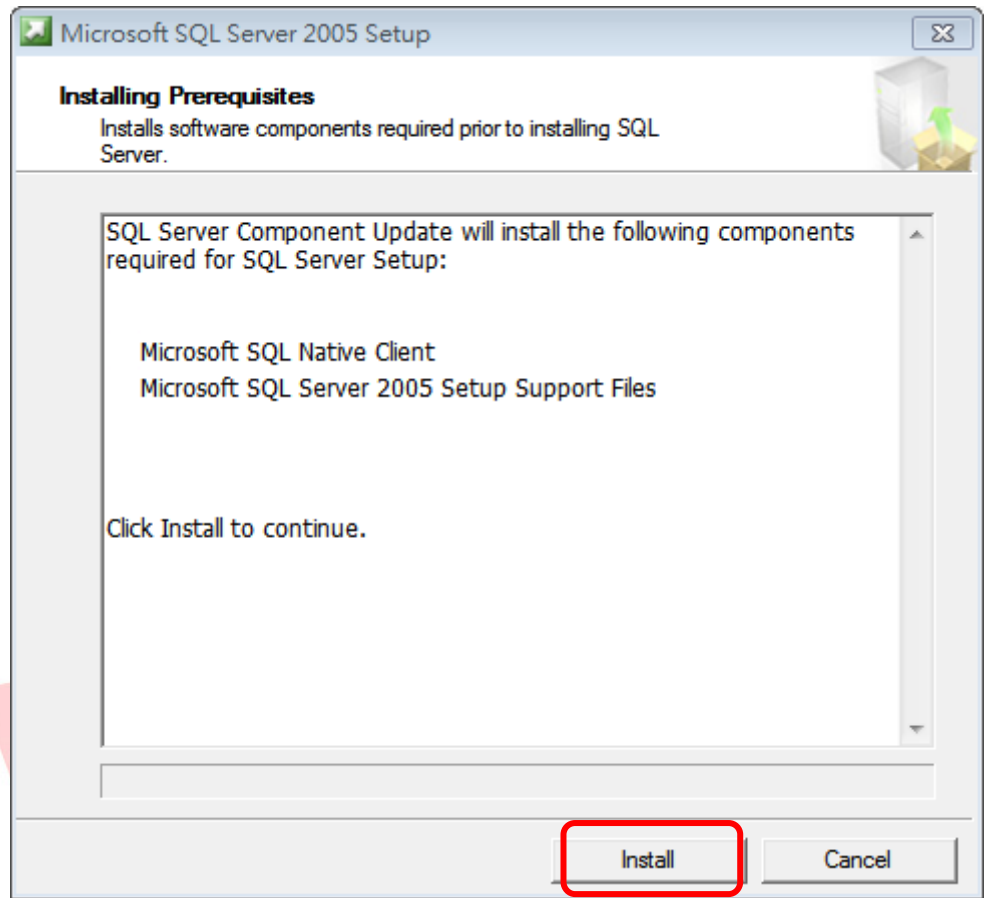 Microsoft SQL Server 2005 Setup
Installing Prerequisites
Installs software components required prior to installing SQL
Server.
SQL Server Component Update will install the following components
required for SQL Server Setup:
Microsoft SQL Native Client
Microsoft SQL Server 2005 Setup Support Files
Click Install to continue.
Install
Cancel